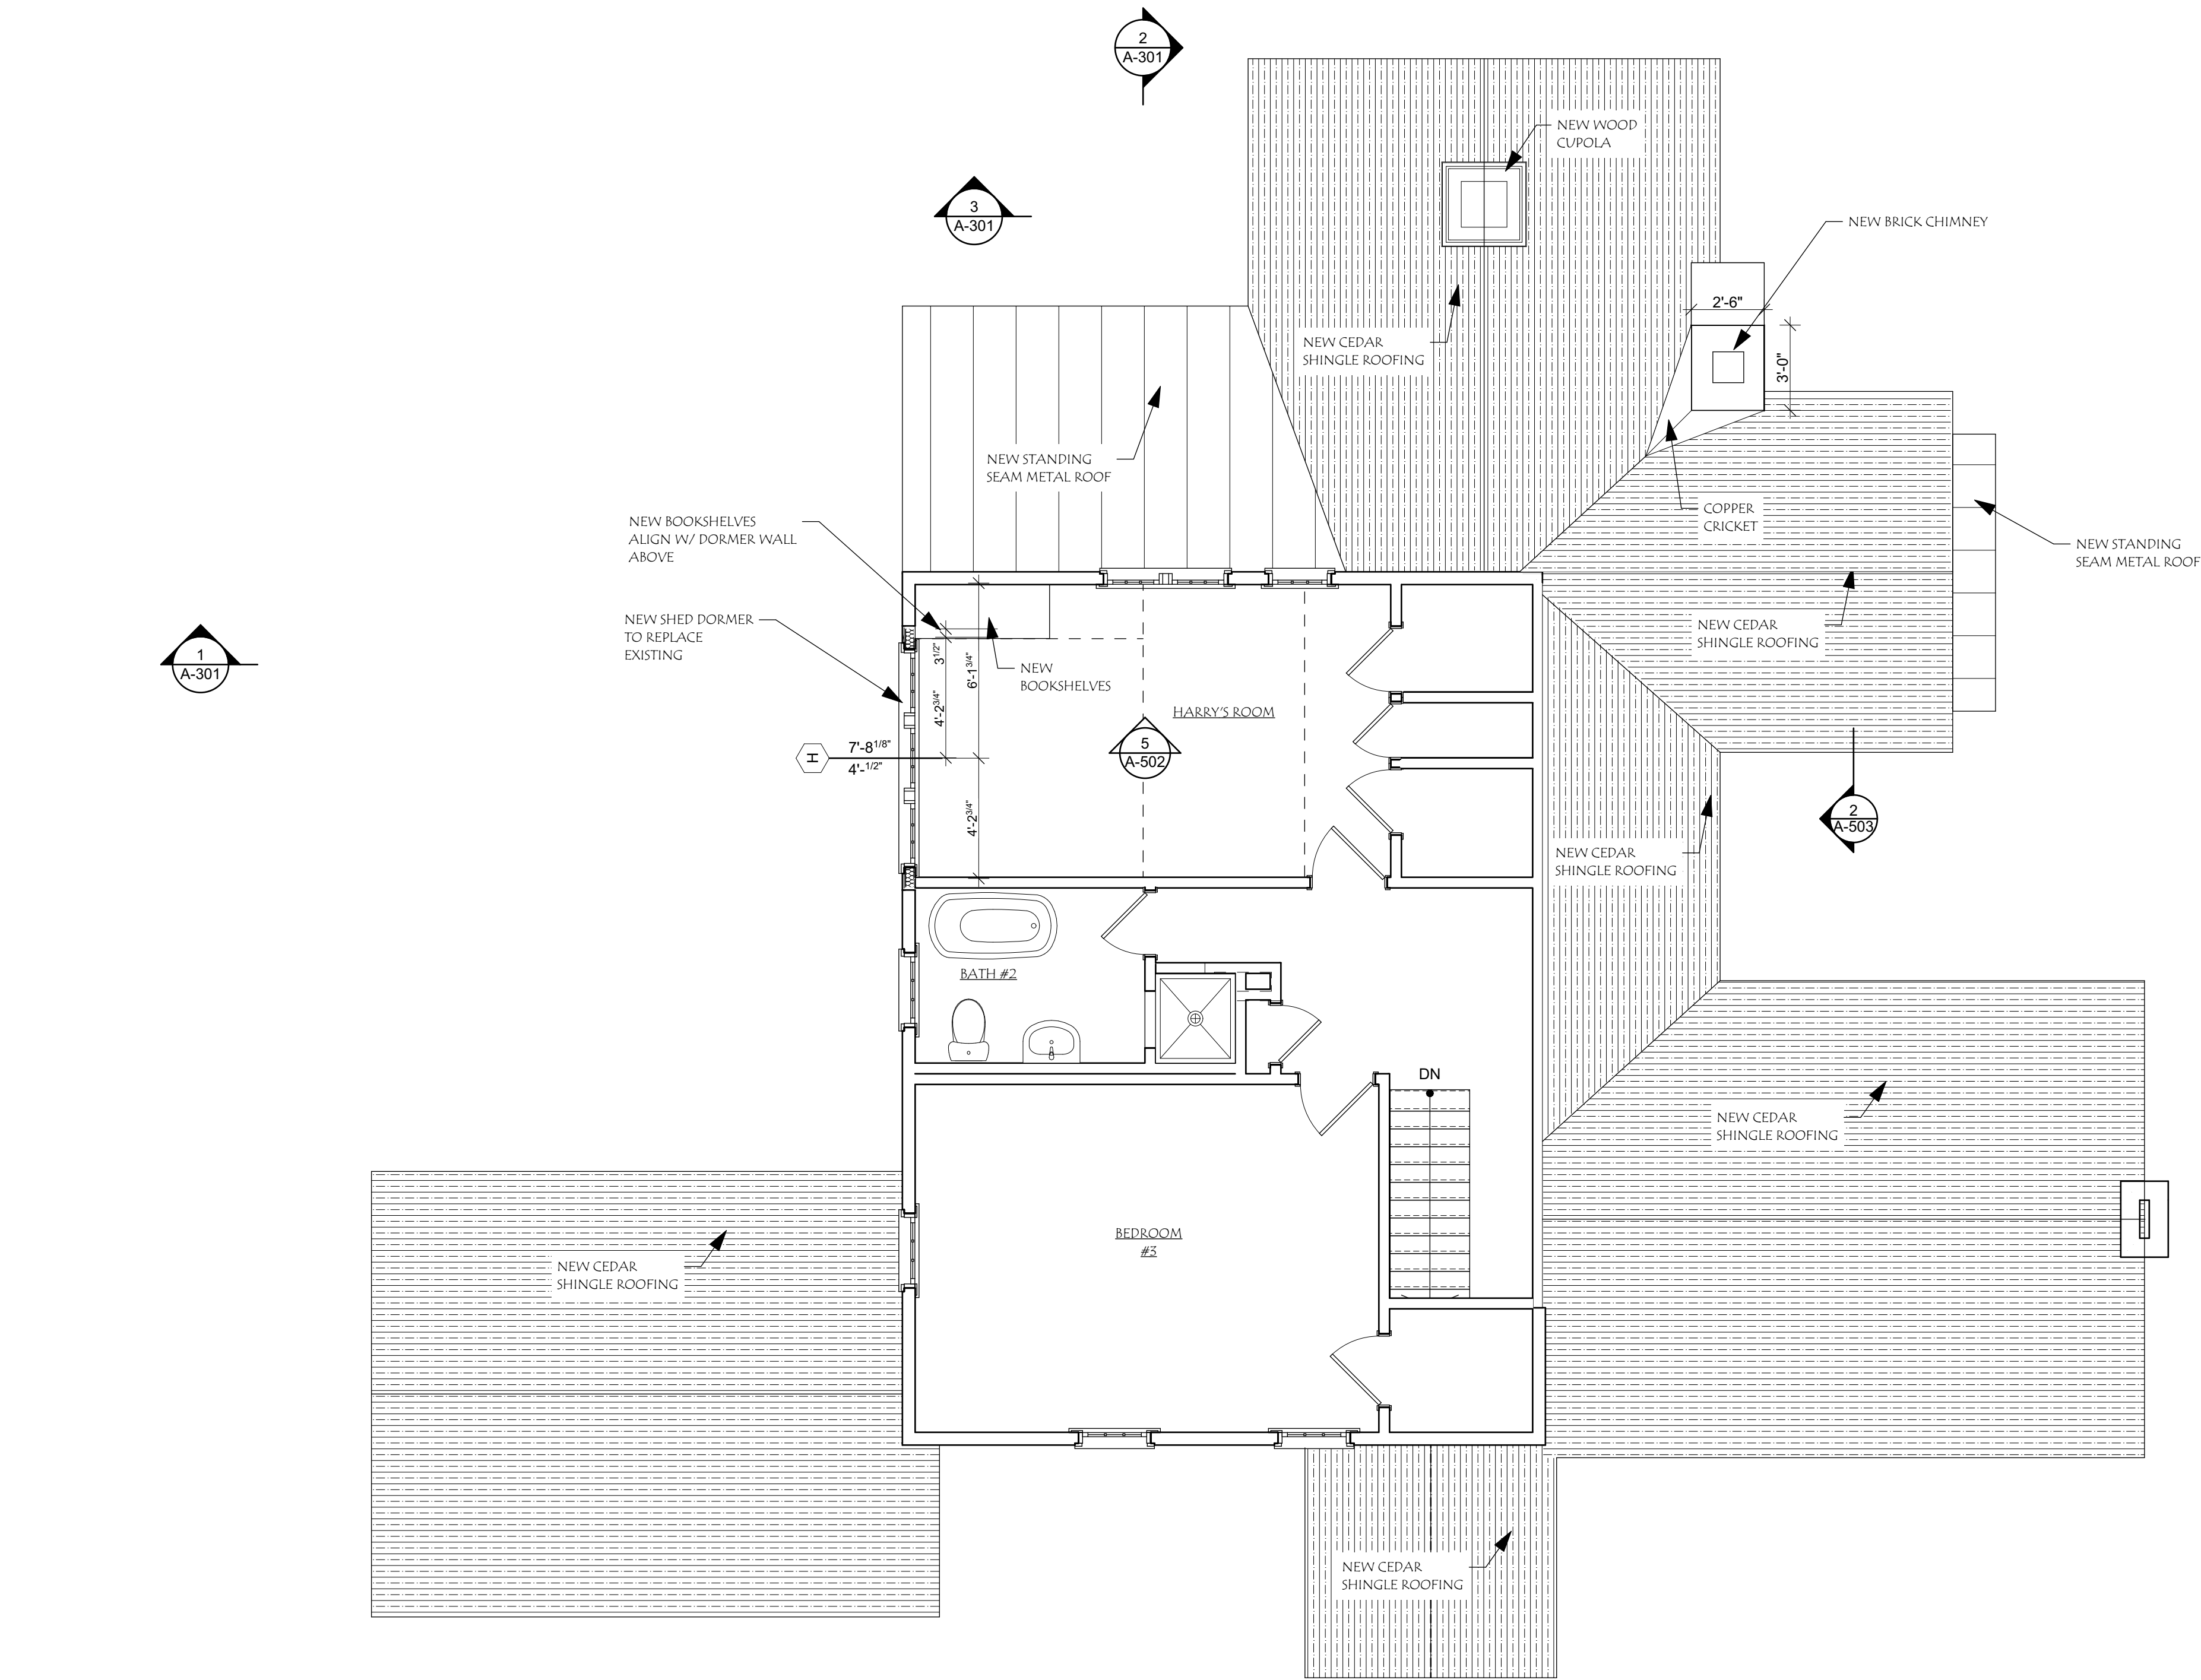 2
A-301
NEW WOOD
CUPOLA
3
A-301
NEW BRICK CHIMNEY
2'-6"
3'-0"
NEW CEDAR
SHINGLE ROOFING
NEW STANDING
SEAM METAL ROOF
COPPER
CRICKET
NEW STANDING
SEAM METAL ROOF
NEW BOOKSHELVES
ALIGN W/ DORMER WALL
ABOVE
NEW SHED DORMER
TO REPLACE
EXISTING
1
A-301
3 1/2"
6'-1 3/4"
4'-2 3/4"
NEW
BOOKSHELVES
HARRY'S ROOM
NEW CEDAR
SHINGLE ROOFING
5
A-502
H
7'-8 1/8"
4'- 1/2"
4'-2 3/4"
2
A-503
NEW CEDAR
SHINGLE ROOFING
BATH #2
DN
NEW CEDAR
SHINGLE ROOFING
BEDROOM
#3
NEW CEDAR
SHINGLE ROOFING
NEW CEDAR
SHINGLE ROOFING